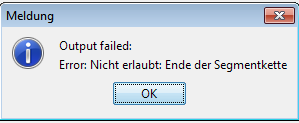 Meldung
Output failed:
Error: Nicht erlaubt: Ende der Segmentkette
OK